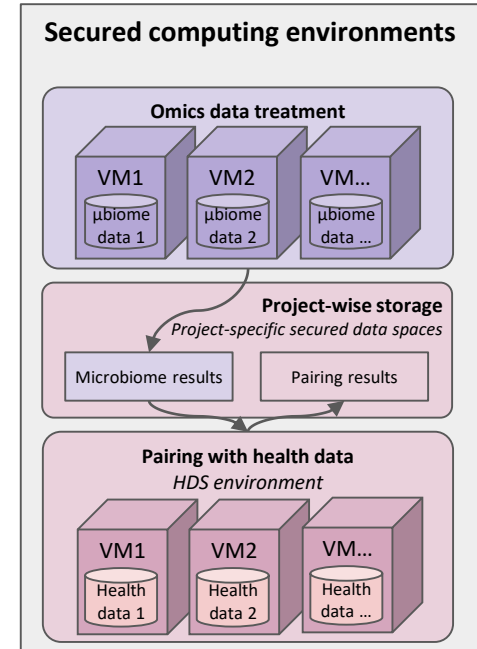 Secured computing environments
Omics data treatment
VM1
VM2
VM...
µbiome
data 1
µbiome
data 2
µbiome
data ...
Project-wise storage
Project-specific secured data spaces
Microbiome results
Pairing results
Pairing with health data
HDS environment
VM1
VM2
VM...
Health
data 1
Health
data 2
Health
data ...